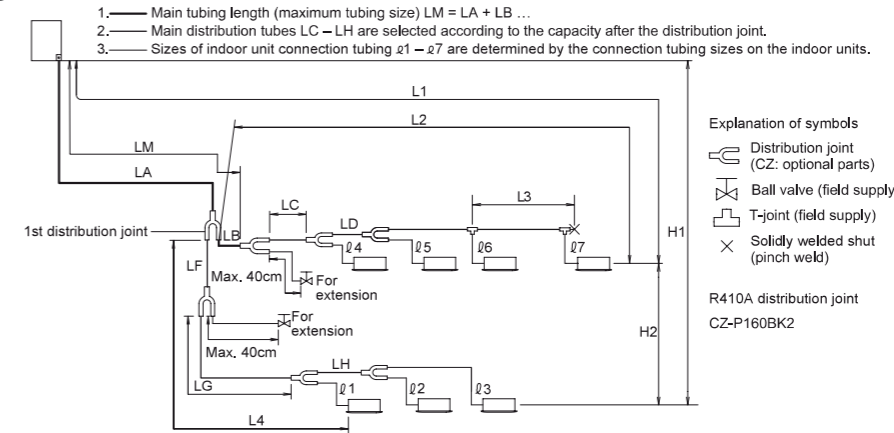 1. Main tubing length (maximum tubing size) LM = LA + LB ...
2. Main distribution tubes LC – LH are selected according to the capacity after the distribution joint.
3. Sizes of indoor unit connection tubing ℓ1 – ℓ7 are determined by the connection tubing sizes on the indoor units.
L1
L2
LM
LA
Explanation of symbols
Distribution joint
(CZ: optional parts)
Ball valve (field supply
T-joint (field supply)
Solidly welded shut
(pinch weld)
R410A distribution joint
CZ-P160BK2
LC
L3
H1
1st distribution joint
LB
LD
ℓ4
ℓ5
ℓ6
ℓ7
LF
Max. 40cm
For
extension
For
extension
Max. 40cm
H2
LH
LG
ℓ1
ℓ2
ℓ3
L4